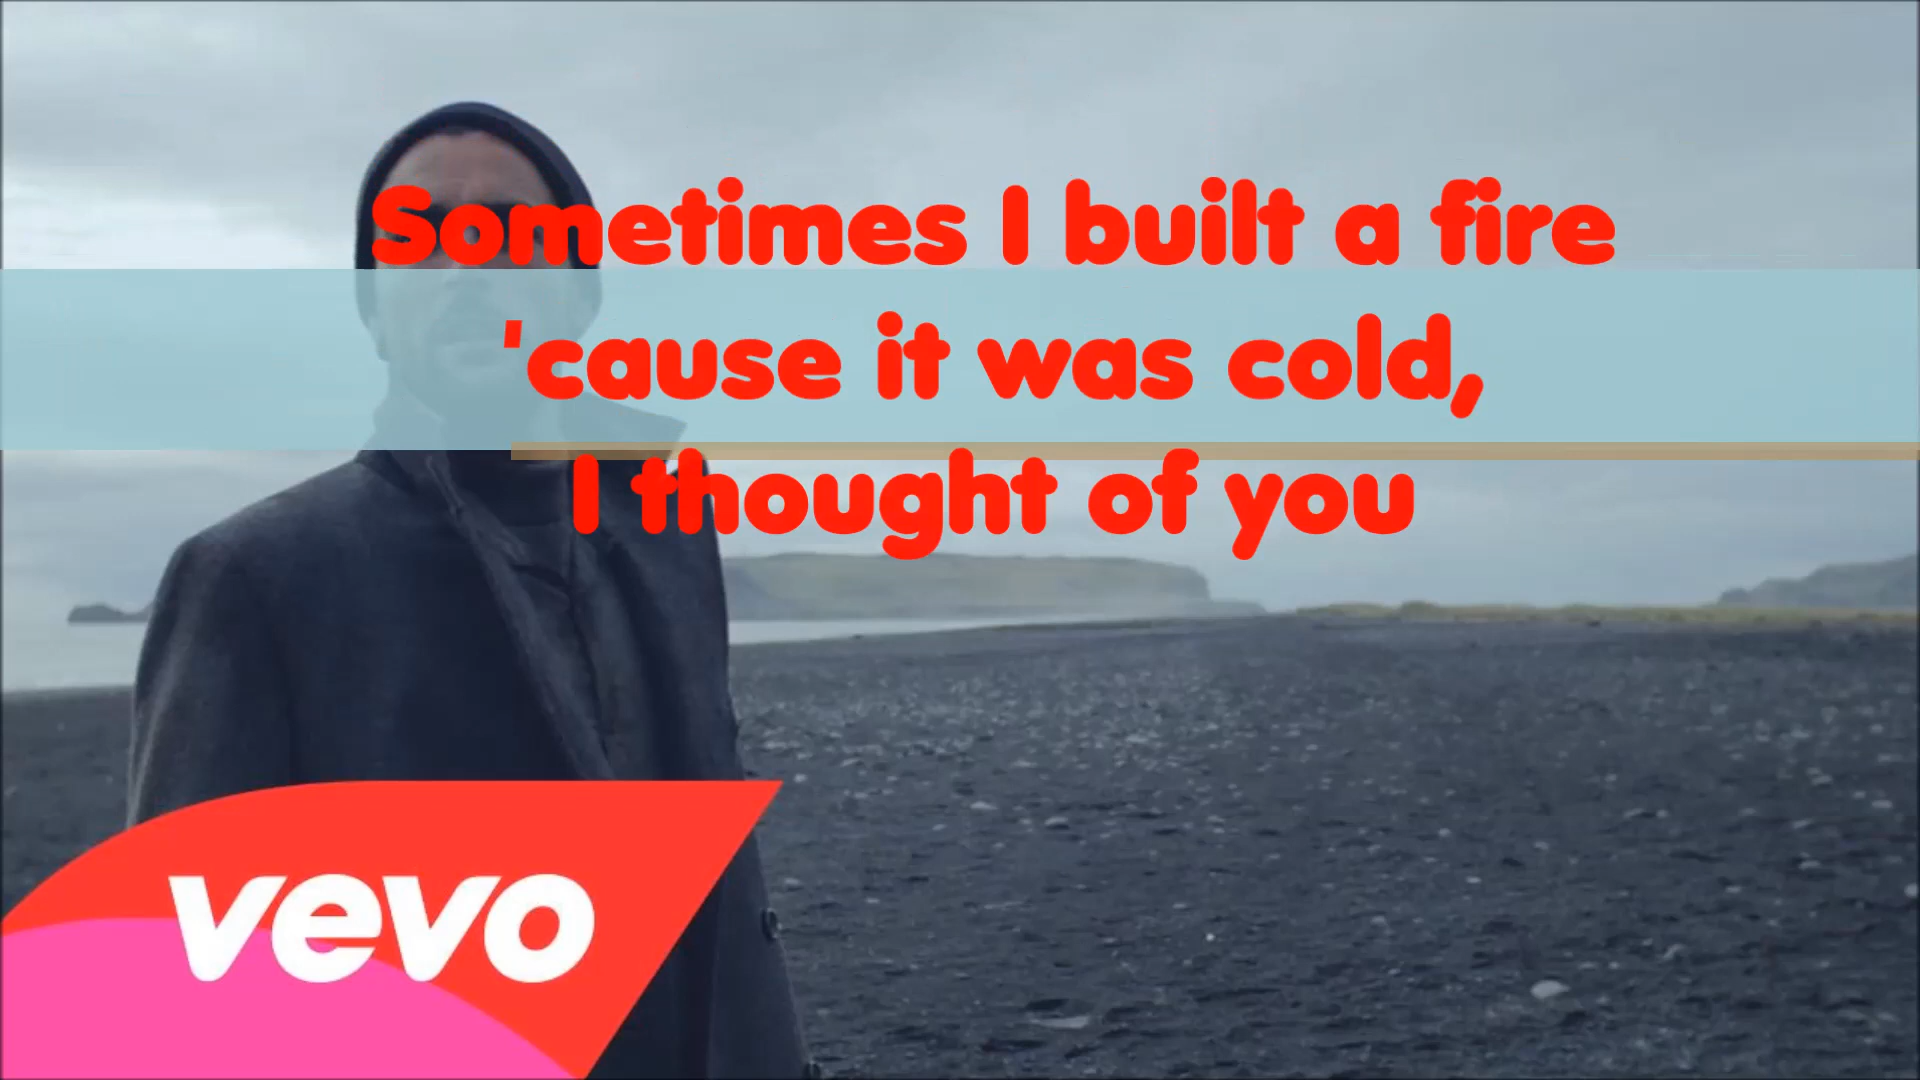 Sometimes I built a fire
'cause it was cold,
I thought of you
vevo